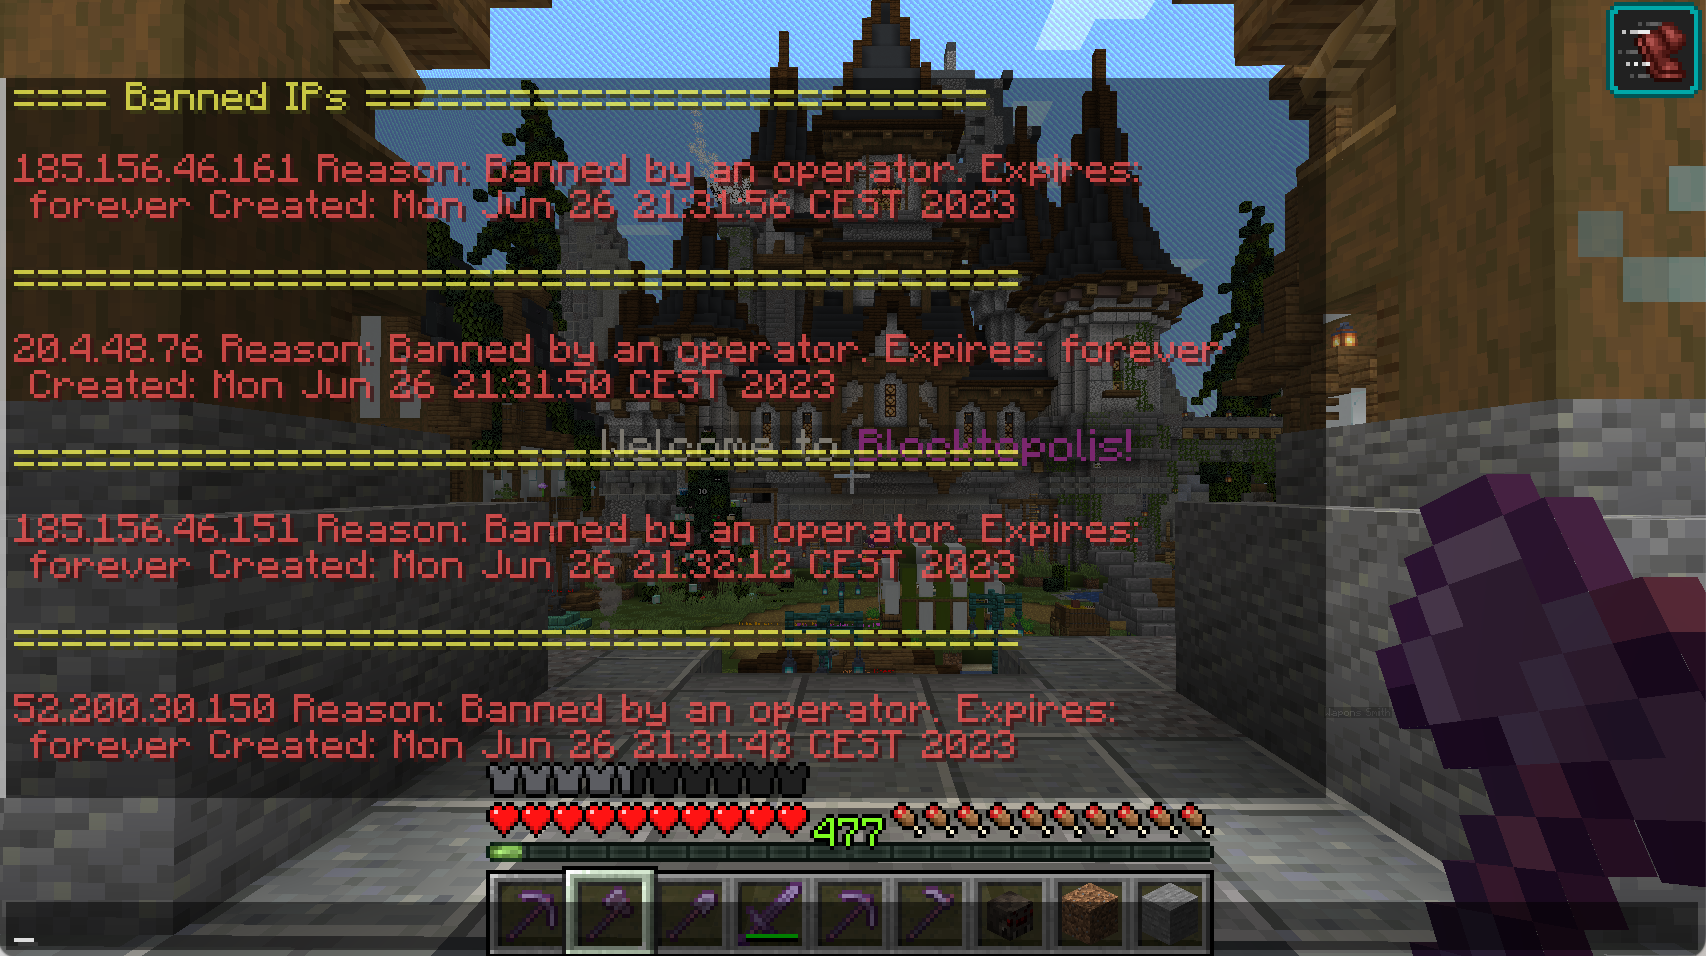 ==== Banned IPs ===========================
185.156.46.161 Reason: Banned by an operator. Expires:
forever Created: Mon Jun 26 21:31:56 CEST 2023
==========================================
20.4.48.76 Reason: Banned by an operator. Expires: forever
Created: Mon Jun 26 21:31:50 CEST 2023
Welcome to Blocktopolis!
==========================================
185.156.46.151 Reason: Banned by an operator. Expires:
forever Created: Mon Jun 26 21:32:12 CEST 2023
==========================================
52.200.30.150 Reason: Banned by an operator. Expires:
forever Created: Mon Jun 26 21:31:43 CEST 2023
477